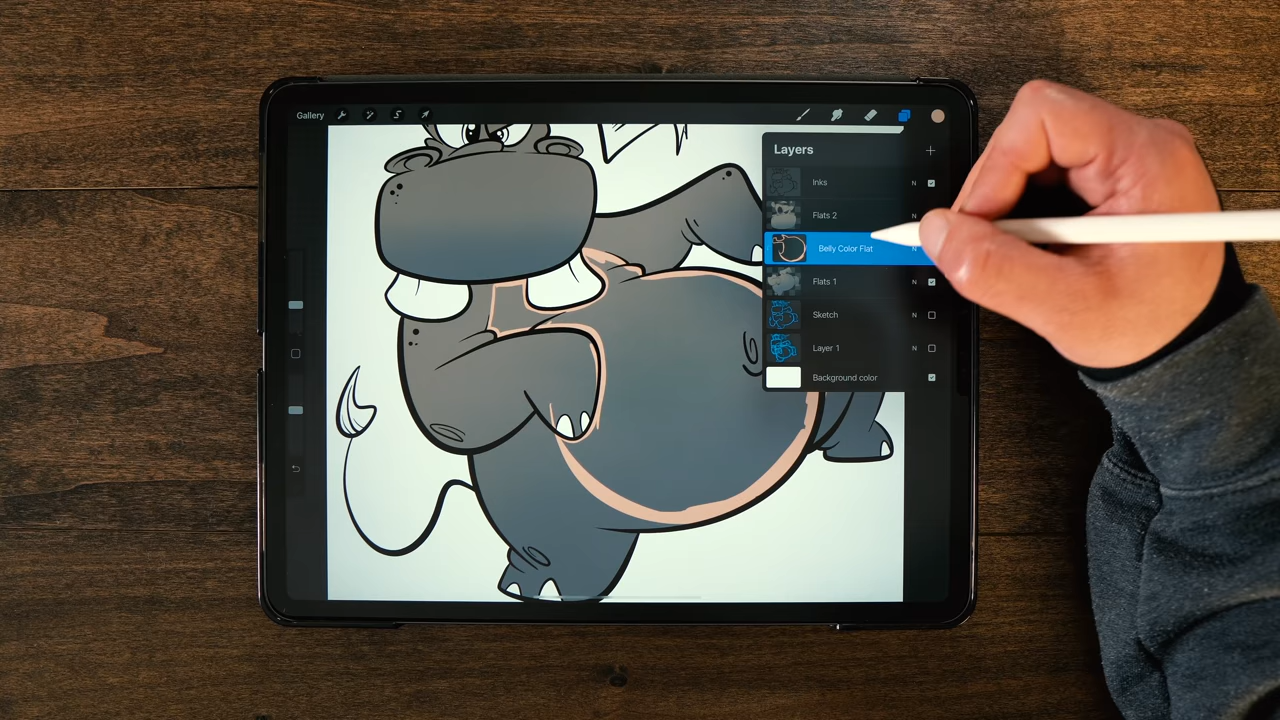 Gallery
Layers
Inks N
Flats 2 N
Belly Color Flat N
Flats 1 N
Sketch N
Layer 1 N
Background color